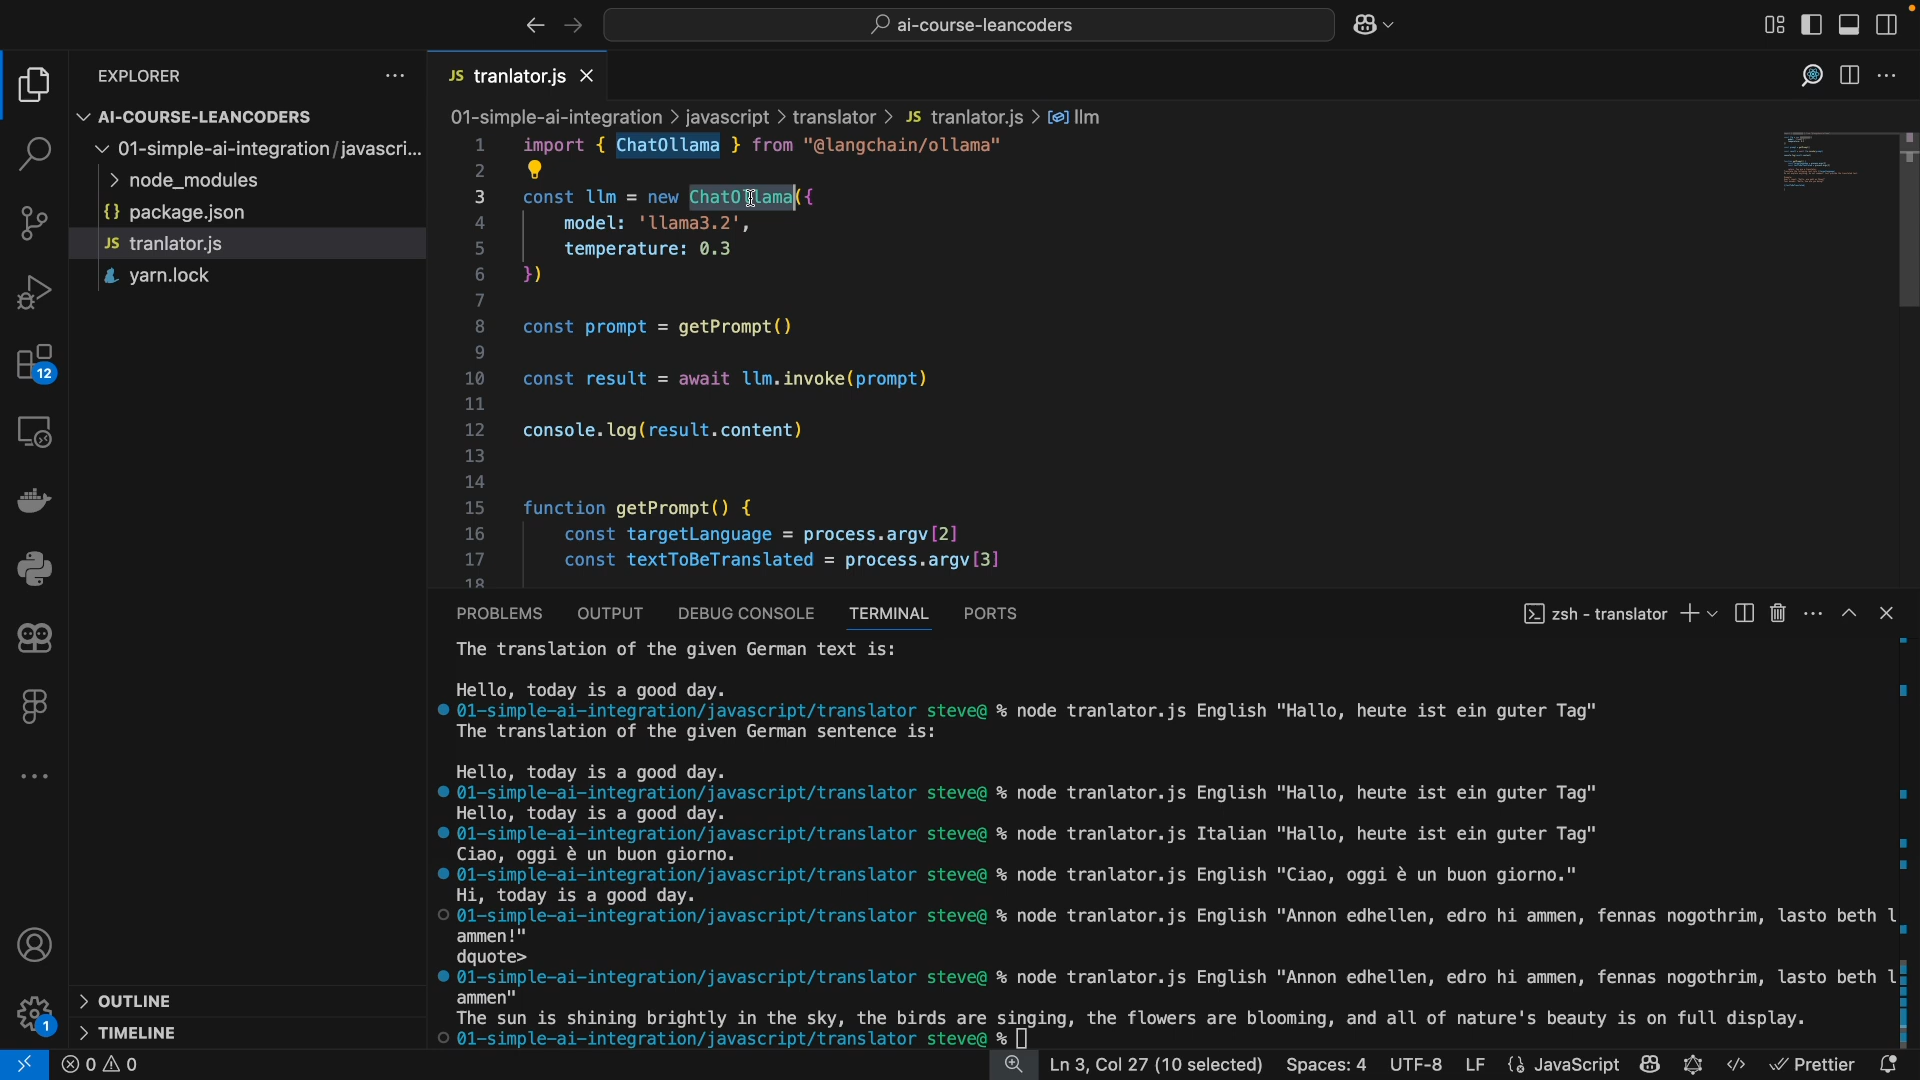 ai-course-leancoders
EXPLORER
AI-COURSE-LEANCODERS
01-simple-ai-integration/javascri...
node_modules
{} package.json
JS tranlator.js
yarn.lock
12
OUTLINE
TIMELINE
1
JS tranlator.js
01-simple-ai-integration > javascript > translator > JS tranlator.js > llm
1 import { ChatOllama } from "@langchain/ollama"
2
3 const llm = new ChatOllama({
4 model: 'llama3.2',
5 temperature: 0.3
6 })
7
8 const prompt = getPrompt()
9
10 const result = await llm.invoke(prompt)
11
12 console.log(result.content)
13
14
15 function getPrompt() {
16 const targetLanguage = process.argv[2]
17 const textToBeTranslated = process.argv[3]
18
PROBLEMS OUTPUT DEBUG CONSOLE TERMINAL PORTS zsh - translator
The translation of the given German text is:
Hello, today is a good day.
01-simple-ai-integration/javascript/translator steve@ % node tranlator.js English "Hallo, heute ist ein guter Tag"
The translation of the given German sentence is:
Hello, today is a good day.
01-simple-ai-integration/javascript/translator steve@ % node tranlator.js English "Hallo, heute ist ein guter Tag"
Hello, today is a good day.
01-simple-ai-integration/javascript/translator steve@ % node tranlator.js Italian "Hallo, heute ist ein guter Tag"
Ciao, oggi è un buon giorno.
01-simple-ai-integration/javascript/translator steve@ % node tranlator.js English "Ciao, oggi è un buon giorno."
Hi, today is a good day.
01-simple-ai-integration/javascript/translator steve@ % node tranlator.js English "Annon edhellen, edro hi ammen, fennas nogothrim, lasto beth l
ammen!"
dquote>
01-simple-ai-integration/javascript/translator steve@ % node tranlator.js English "Annon edhellen, edro hi ammen, fennas nogothrim, lasto beth l
ammen"
The sun is shining brightly in the sky, the birds are singing, the flowers are blooming, and all of nature's beauty is on full display.
01-simple-ai-integration/javascript/translator steve@ %
0 0 Ln 3, Col 27 (10 selected) Spaces: 4 UTF-8 LF {} JavaScript Prettier